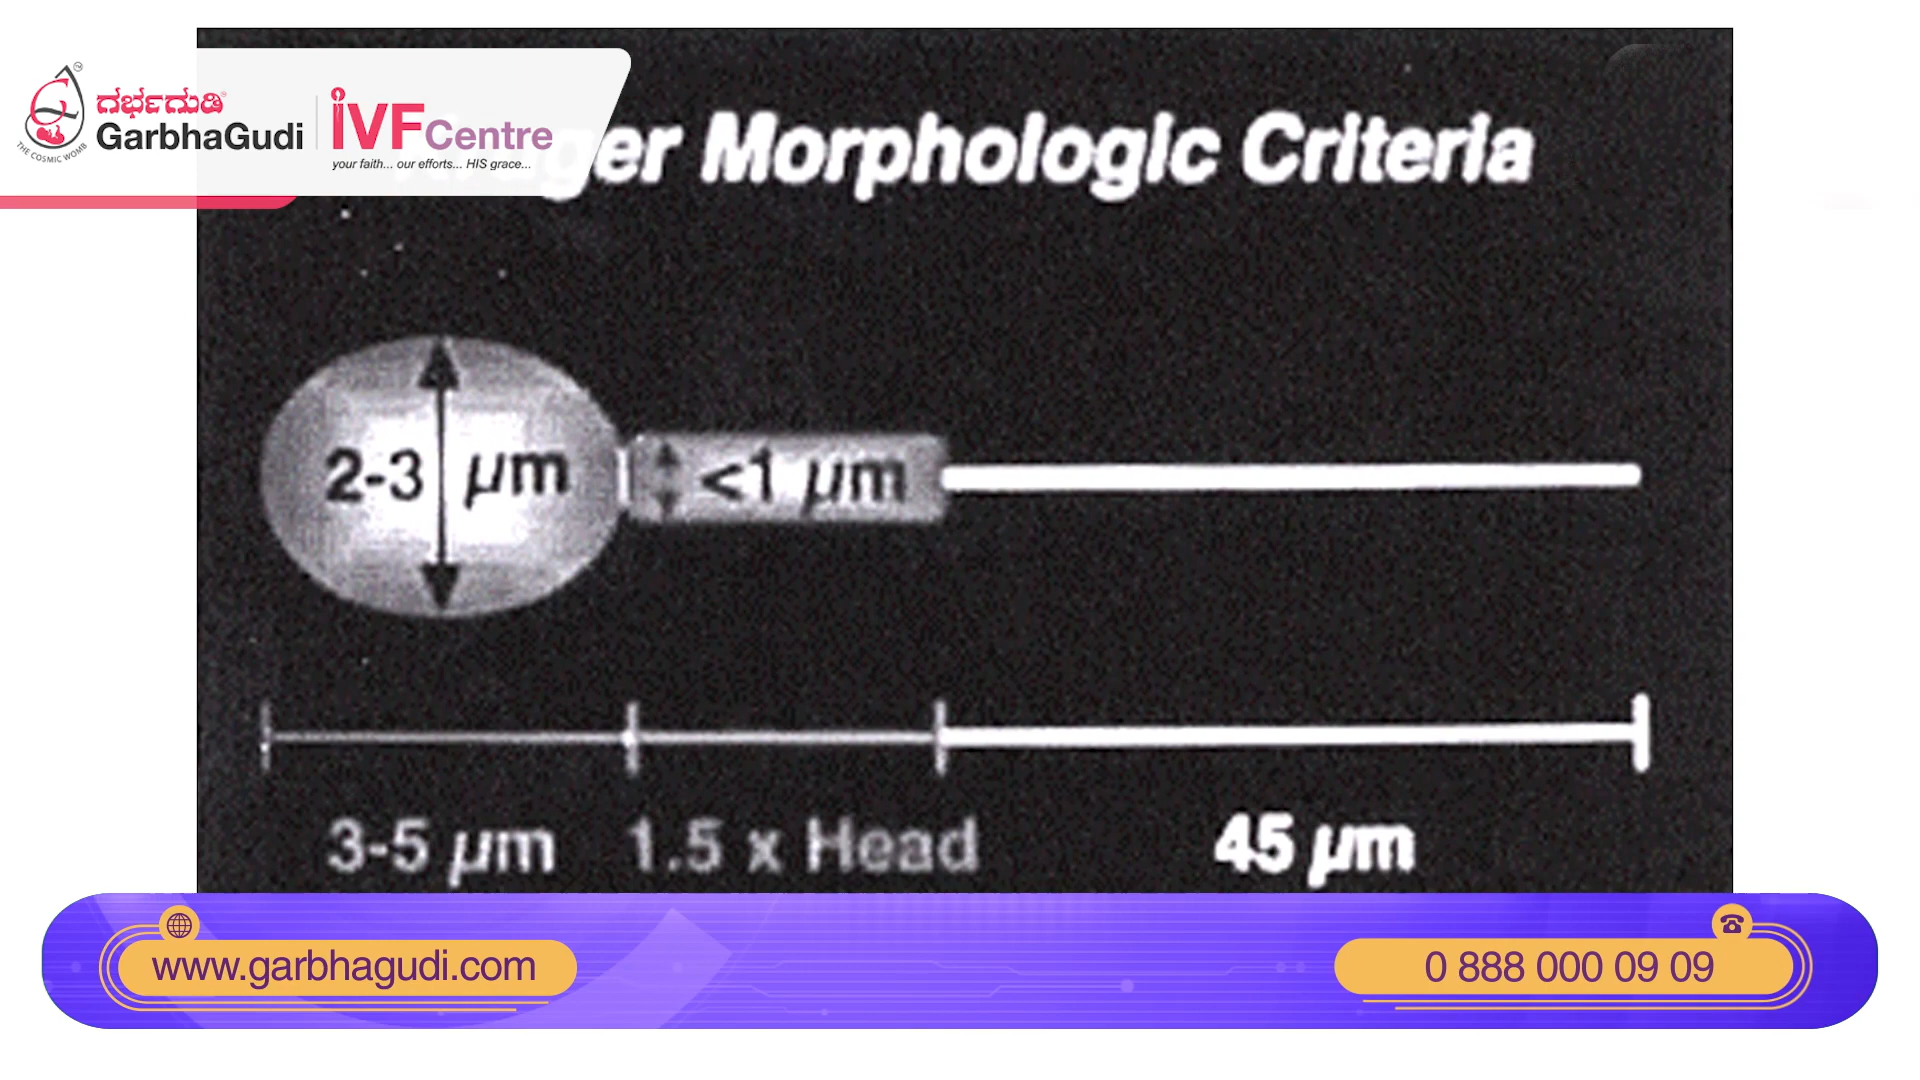 ಗರ್ಭಗುಡಿ
GarbhaGudi
THE COSMIC WOMB
iVF Centre
your faith... our efforts... HIS grace...
Morphologic Criteria
2-3 µm
<1 µm
3-5 µm
1.5 x Head
45 µm
www.garbhagudi.com
0 888 000 09 09